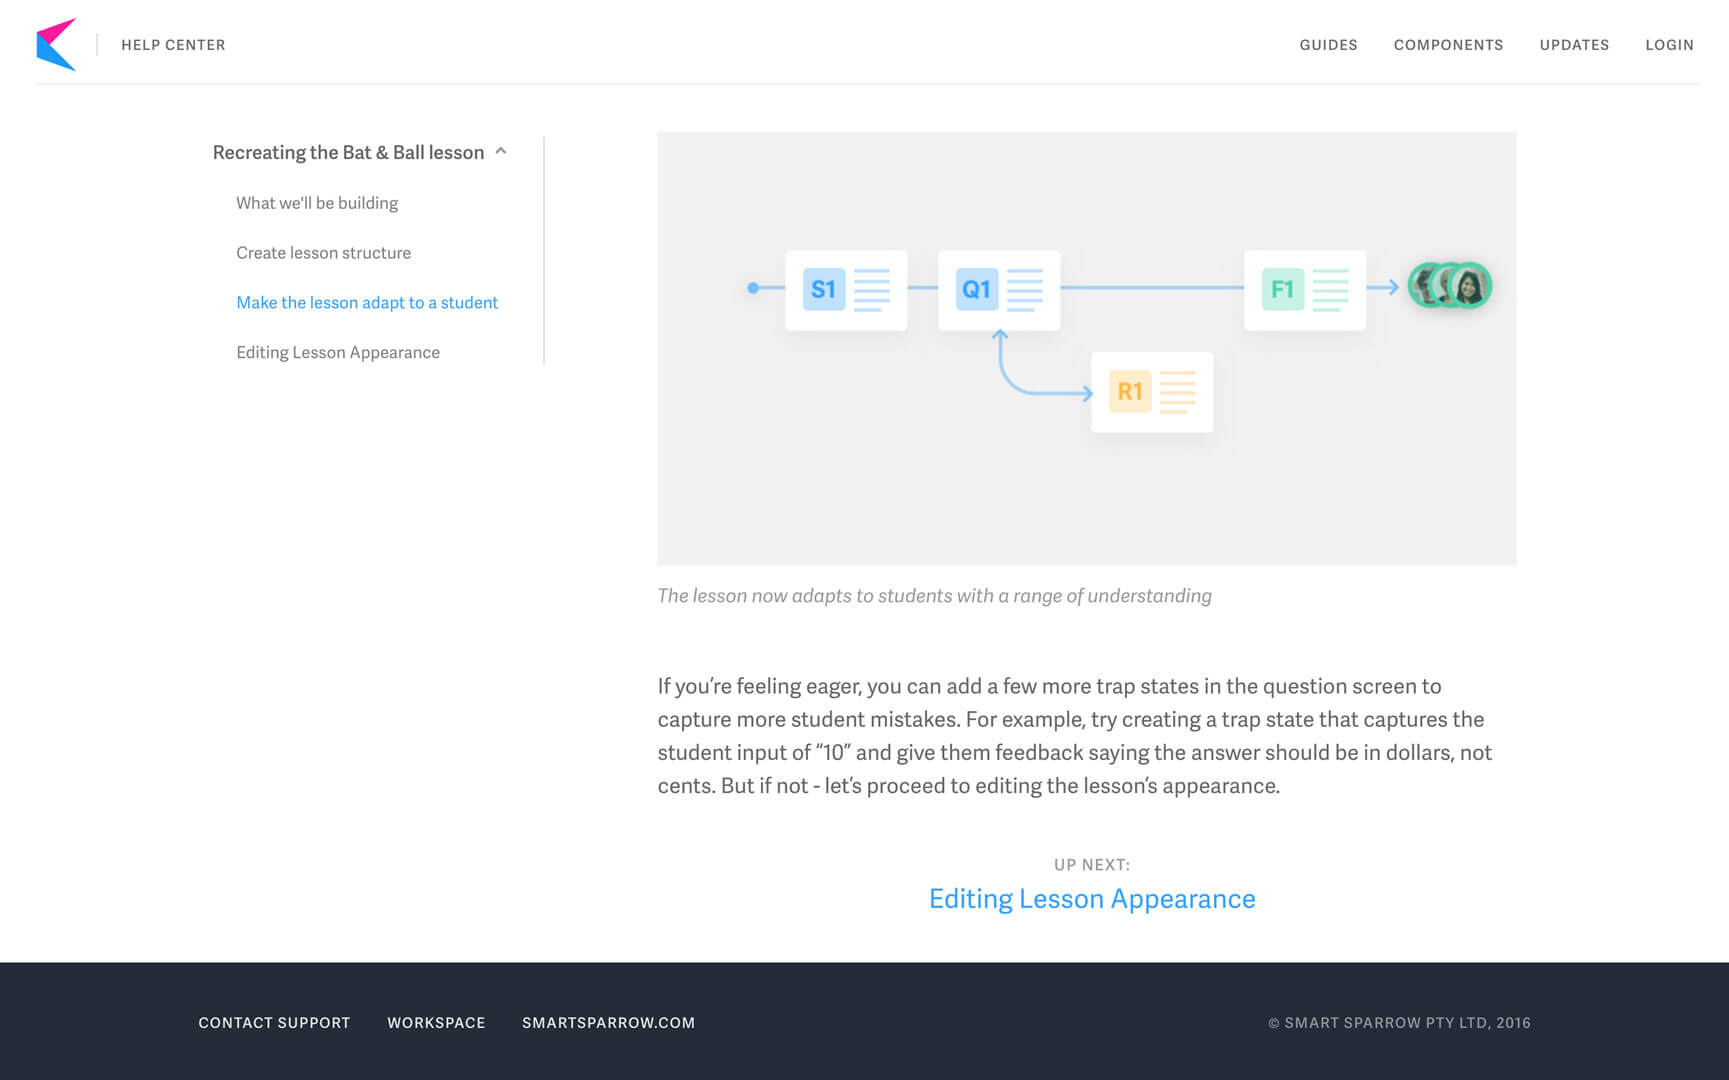 HELP CENTER
GUIDES
COMPONENTS
UPDATES
LOGIN
Recreating the Bat & Ball lesson
What we'll be building
Create lesson structure
Make the lesson adapt to a student
Editing Lesson Appearance
S1
Q1
F1
R1
The lesson now adapts to students with a range of understanding
If you’re feeling eager, you can add a few more trap states in the question screen to
capture more student mistakes. For example, try creating a trap state that captures the
student input of “10” and give them feedback saying the answer should be in dollars, not
cents. But if not - let’s proceed to editing the lesson’s appearance.
UP NEXT:
Editing Lesson Appearance
CONTACT SUPPORT
WORKSPACE
SMARTSPARROW.COM
© SMART SPARROW PTY LTD, 2016